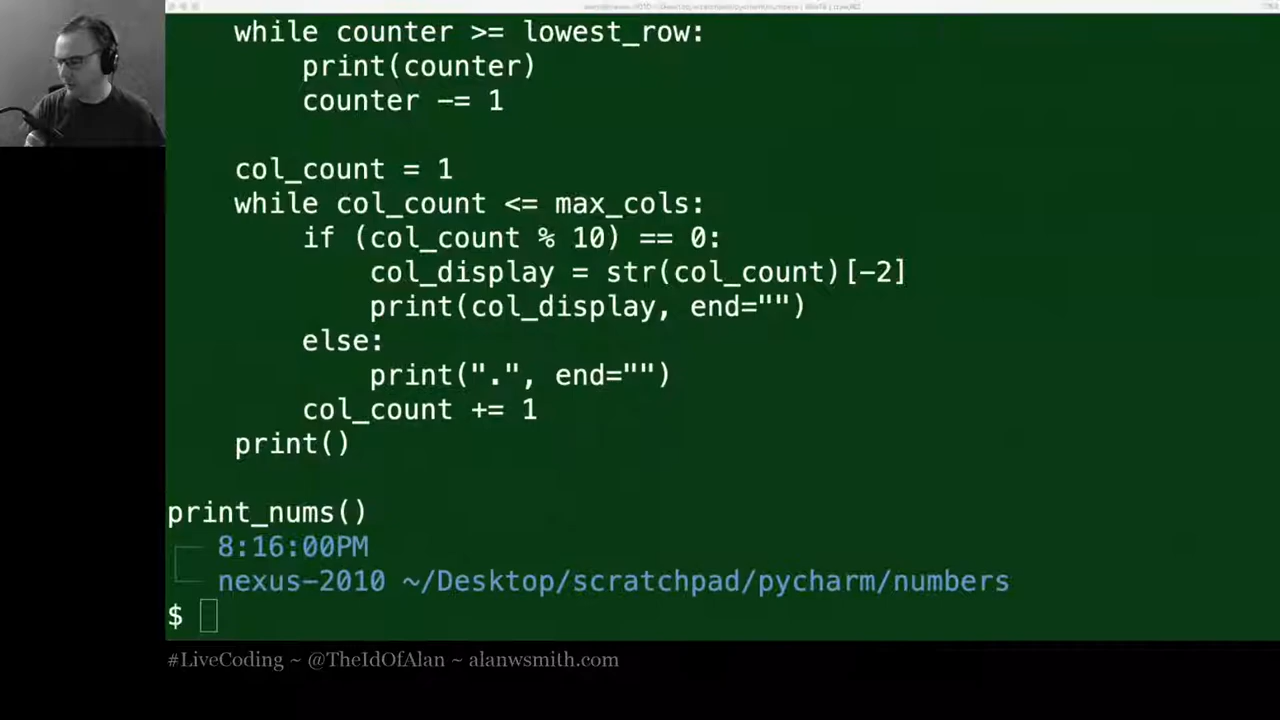 while counter >= lowest_row:
print(counter)
counter -= 1
col_count = 1
while col_count <= max_cols:
if (col_count % 10) == 0:
col_display = str(col_count)[-2]
print(col_display, end="")
else:
print(".", end="")
col_count += 1
print()
print_nums()
8:16:00PM
nexus-2010 ~/Desktop/scratchpad/pycharm/numbers
$
#LiveCoding ~ @TheIdOfAlan ~ alanwsmith.com